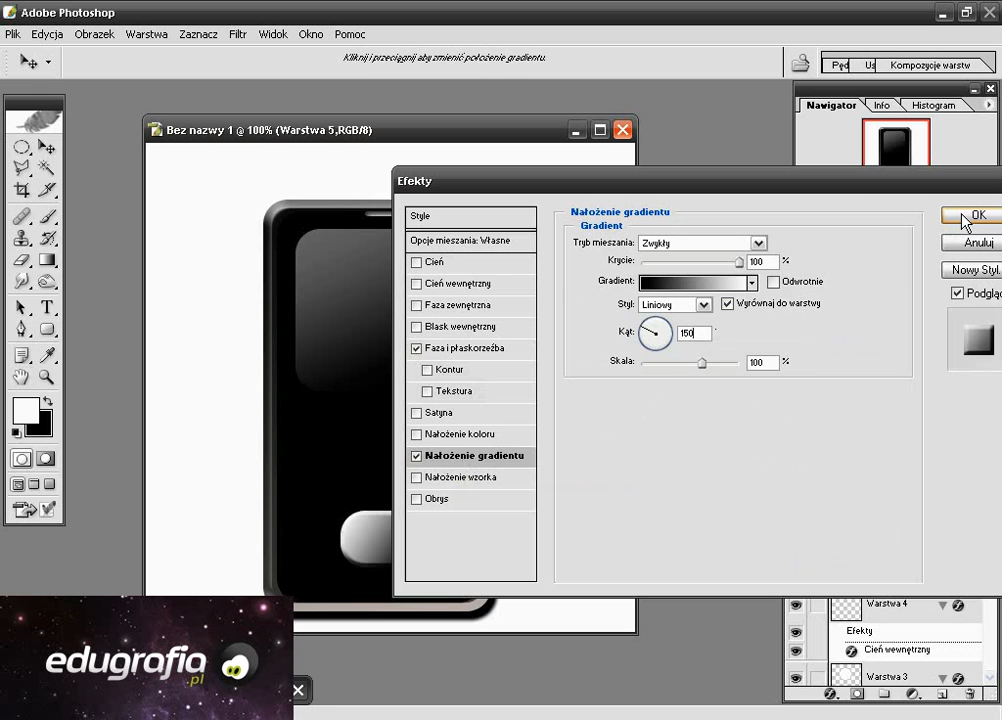 Adobe Photoshop
Plik Edycja Obrazek Warstwa Zaznacz Filtr Widok Okno Pomoc
Kliknij i przeciągnij aby zmienić położenie gradientu.
Pęd Us Kompozycje warstw
Nawigator Info Histogram
Bez nazwy 1 @ 100% (Warstwa 5,RGB/8)
Efekty
Style
Opcje mieszania: Własne
Cień
Cień wewnętrzny
Faza zewnętrzna
Blask wewnętrzny
Faza i płaskorzeźba
Kontur
Tekstura
Satyna
Nałożenie koloru
Nałożenie gradientu
Nałożenie wzorka
Obrys
Nałożenie gradientu
Gradient
Tryb mieszania: Zwykły
Krycie: 100 %
Gradient: Odwrotnie
Styl: Liniowy Wyrównaj do warstwy
Kąt: 150 °
Skala: 100 %
OK
Anuluj
Nowy Styl.
Podgląd
Warstwa 4
Efekty
Cień wewnętrzny
Warstwa 3
edugrafia
.pl